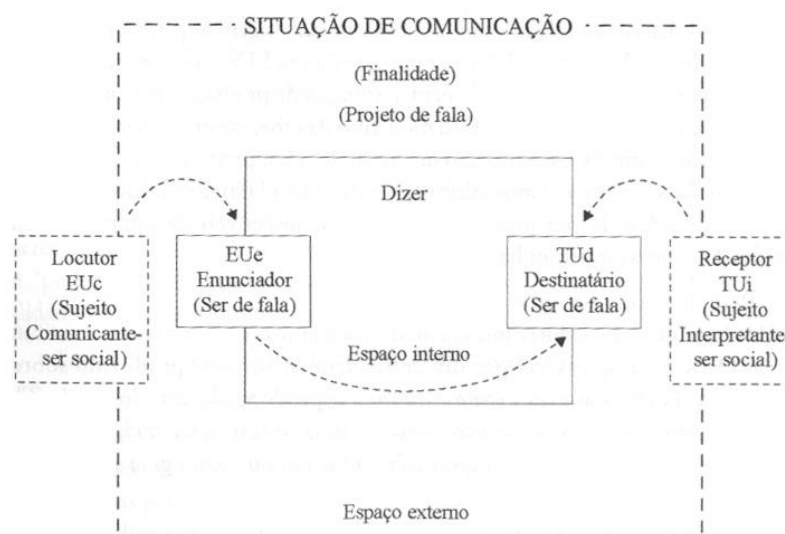 SITUAÇÃO DE COMUNICAÇÃO
(Finalidade)
(Projeto de fala)
Dizer
Locutor
EUc
(Sujeito
Comunicante-
ser social)
EUe
Enunciador
(Ser de fala)
TUd
Destinatário
(Ser de fala)
Receptor
TUi
(Sujeito
Interpretante-
ser social)
Espaço interno
Espaço externo